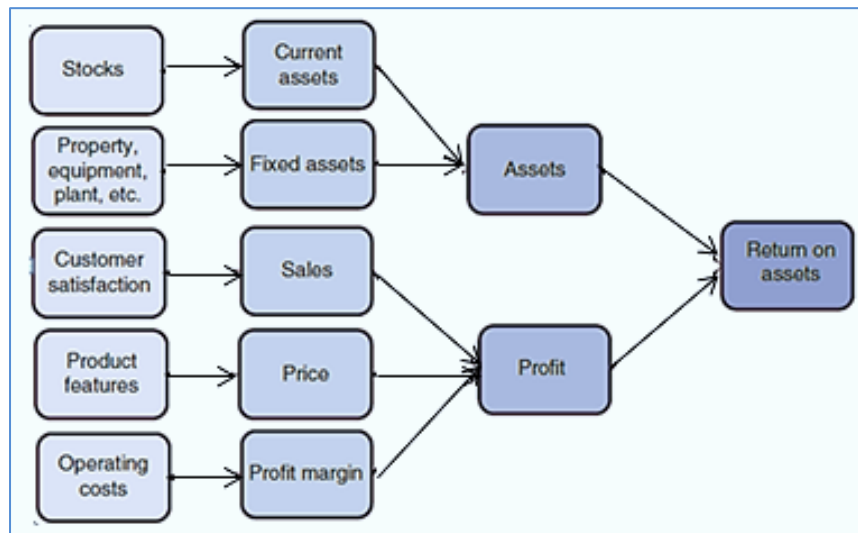 Stocks
Current
assets
Property,
equipment,
plant, etc.
Fixed assets
Assets
Customer
satisfaction
Sales
Return on
assets
Product
features
Price
Profit
Operating
costs
Profit margin